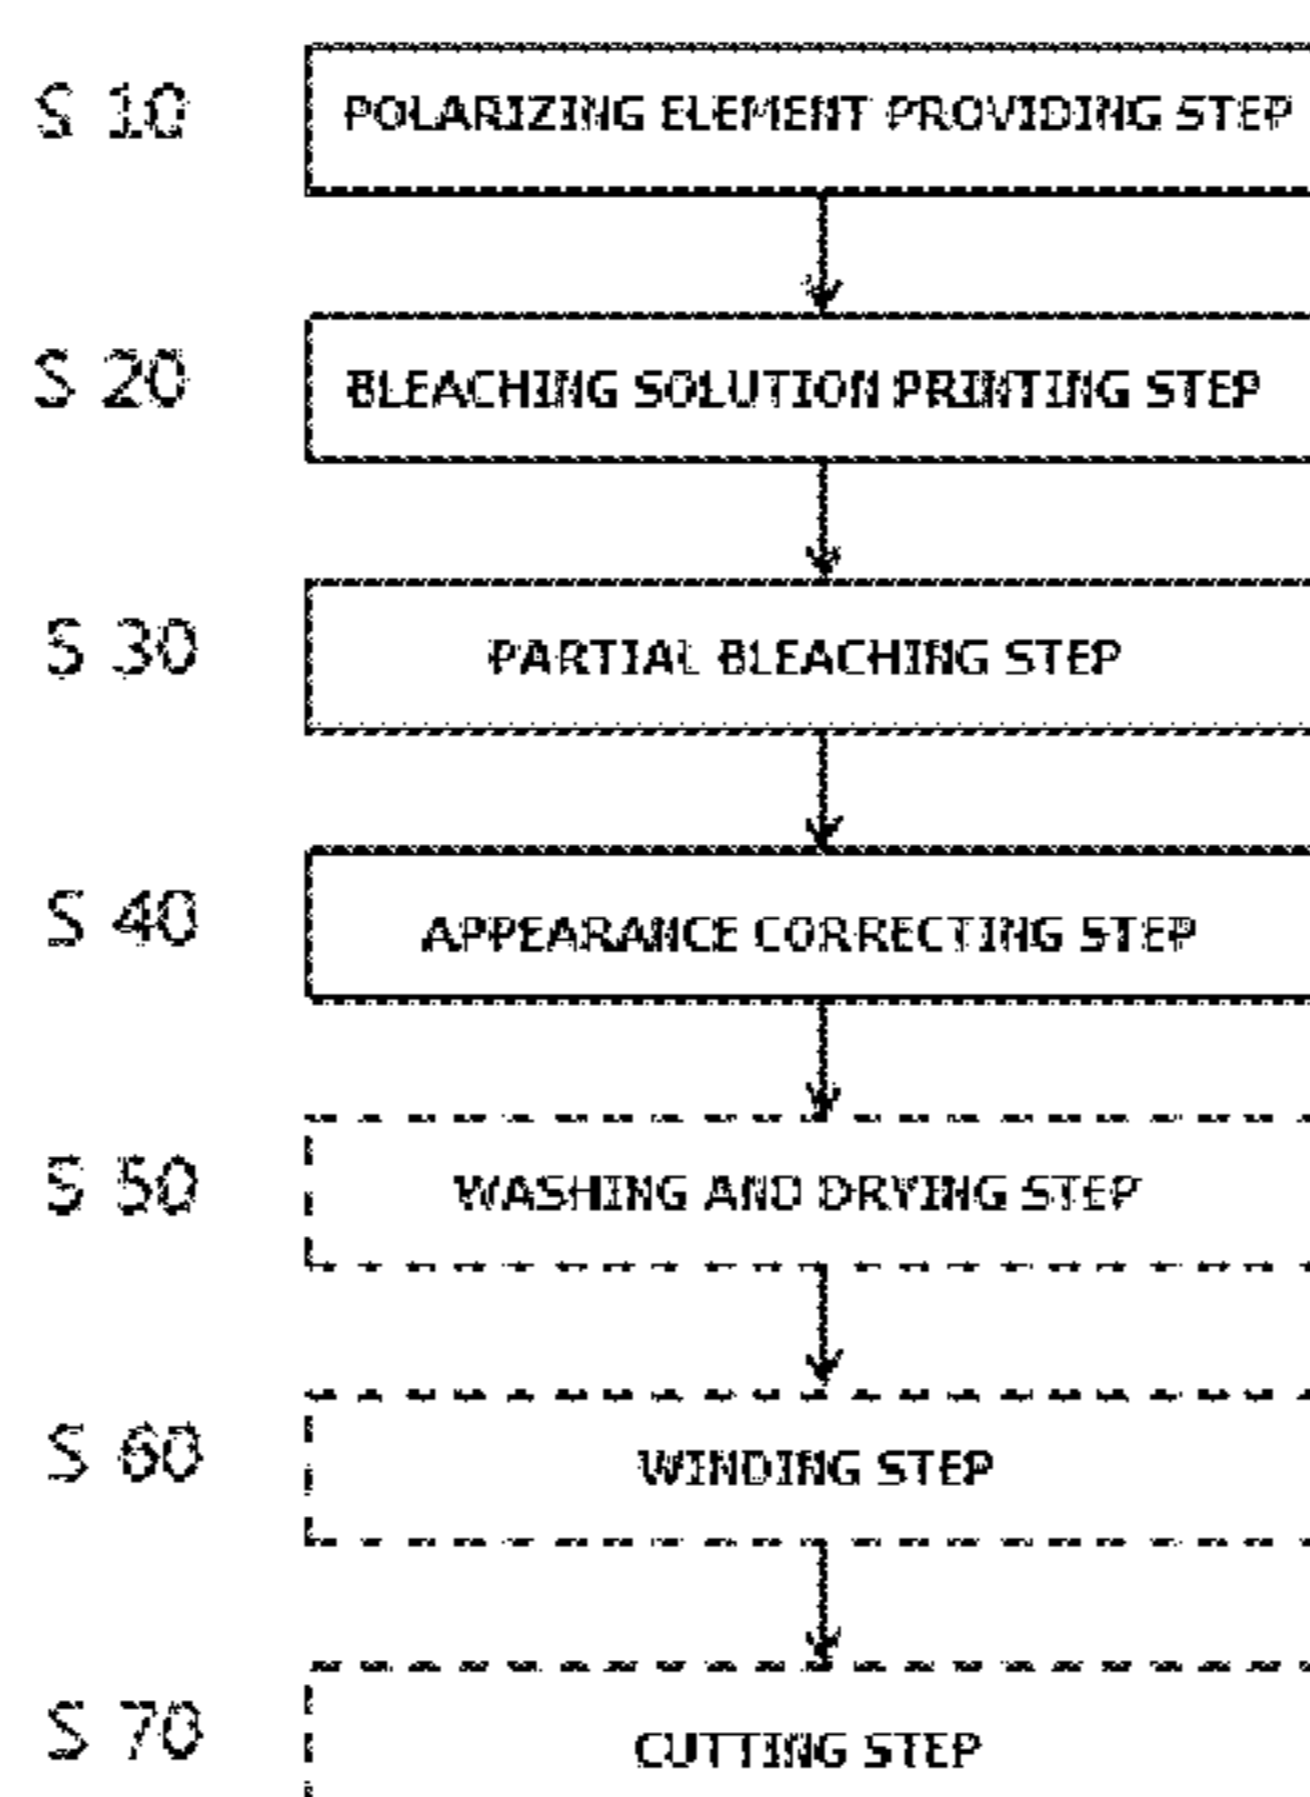 S 10 POLARIZING ELEMENT PROVIDING STEP
S 20 BLEACHING SOLUTION PRINTING STEP
S 30 PARTIAL BLEACHING STEP
S 40 APPEARANCE CORRECTING STEP
S 50 WASHING AND DRYING STEP
S 60 WINDING STEP
S 70 CUTTING STEP